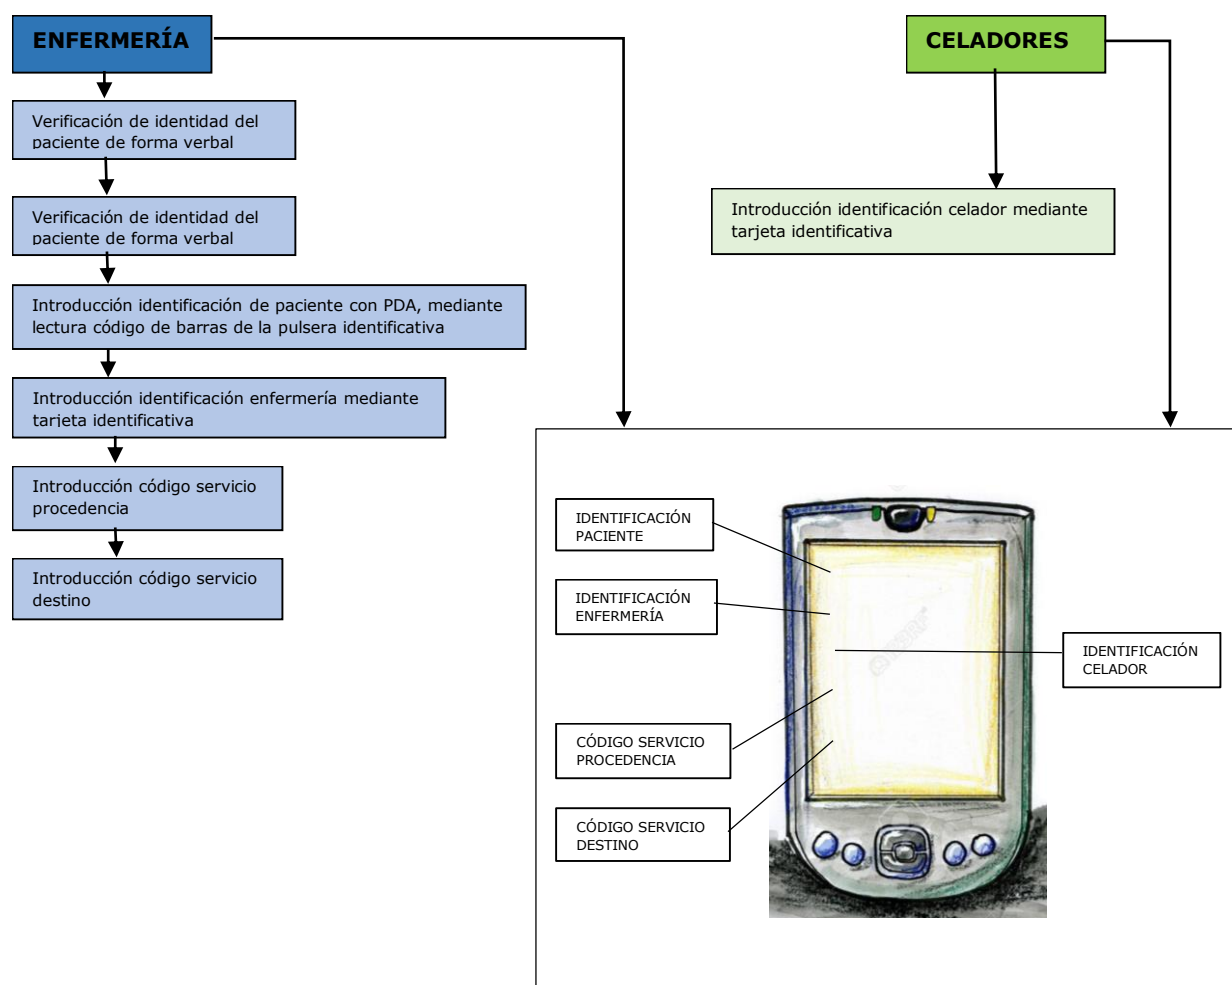 ENFERMERÍA
Verificación de identidad del
paciente de forma verbal
Verificación de identidad del
paciente de forma verbal
Introducción identificación de paciente con PDA, mediante
lectura código de barras de la pulsera identificativa
Introducción identificación enfermería mediante
tarjeta identificativa
Introducción código servicio
procedencia
Introducción código servicio
destino
CELADORES
Introducción identificación celador mediante
tarjeta identificativa
IDENTIFICACIÓN
PACIENTE
IDENTIFICACIÓN
ENFERMERÍA
IDENTIFICACIÓN
CELADOR
CÓDIGO SERVICIO
PROCEDENCIA
CÓDIGO SERVICIO
DESTINO